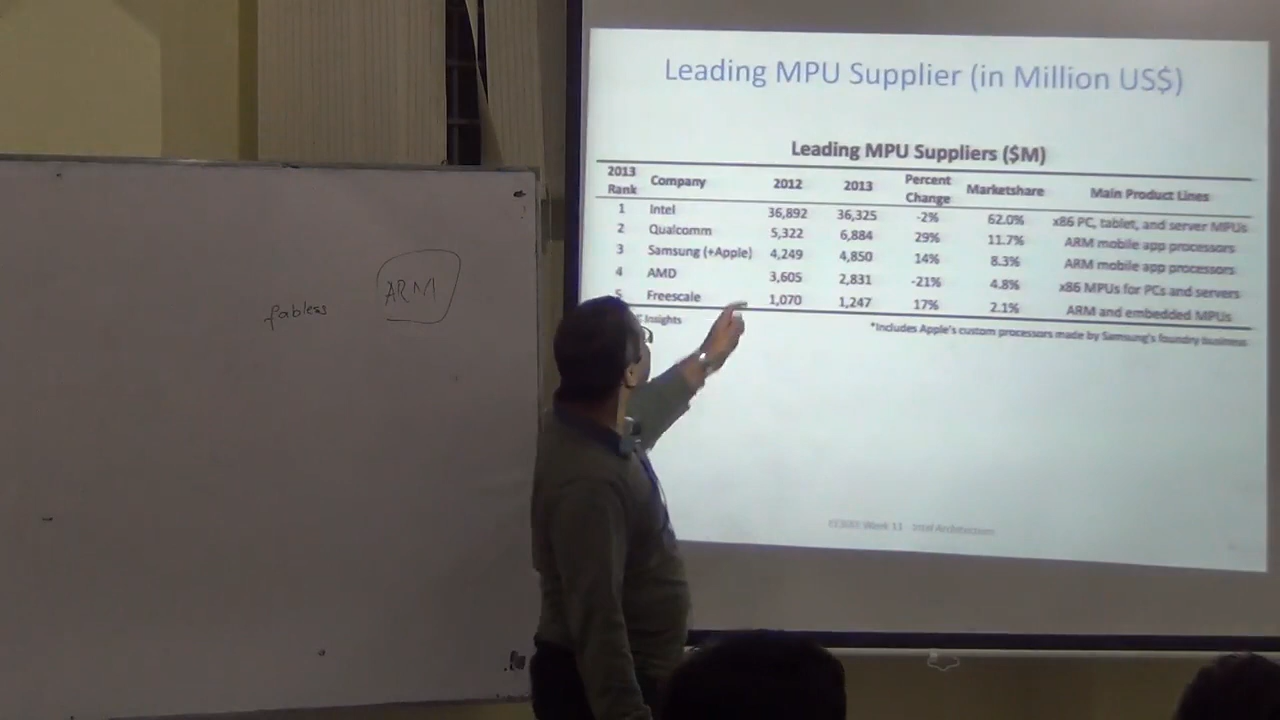 Leading MPU Supplier (in Million US$)
Leading MPU Suppliers ($M)
2013 Rank Company 2012 2013 Percent Change Marketshare Main Product Lines
1 Intel 36,892 36,325 -2% 62.0% x86 PC, tablet, and server MPUs
2 Qualcomm 5,322 6,884 29% 11.7% ARM mobile app processors
3 Samsung (+Apple) 4,249 4,850 14% 8.3% ARM mobile app processors
4 AMD 3,605 2,831 -21% 4.8% x86 MPUs for PCs and servers
5 Freescale 1,070 1,247 17% 2.1% ARM and embedded MPUs
Insights
*Includes Apple's custom processors made by Samsung's foundry business
Week 11 Intel Architecture
fabless
ARM